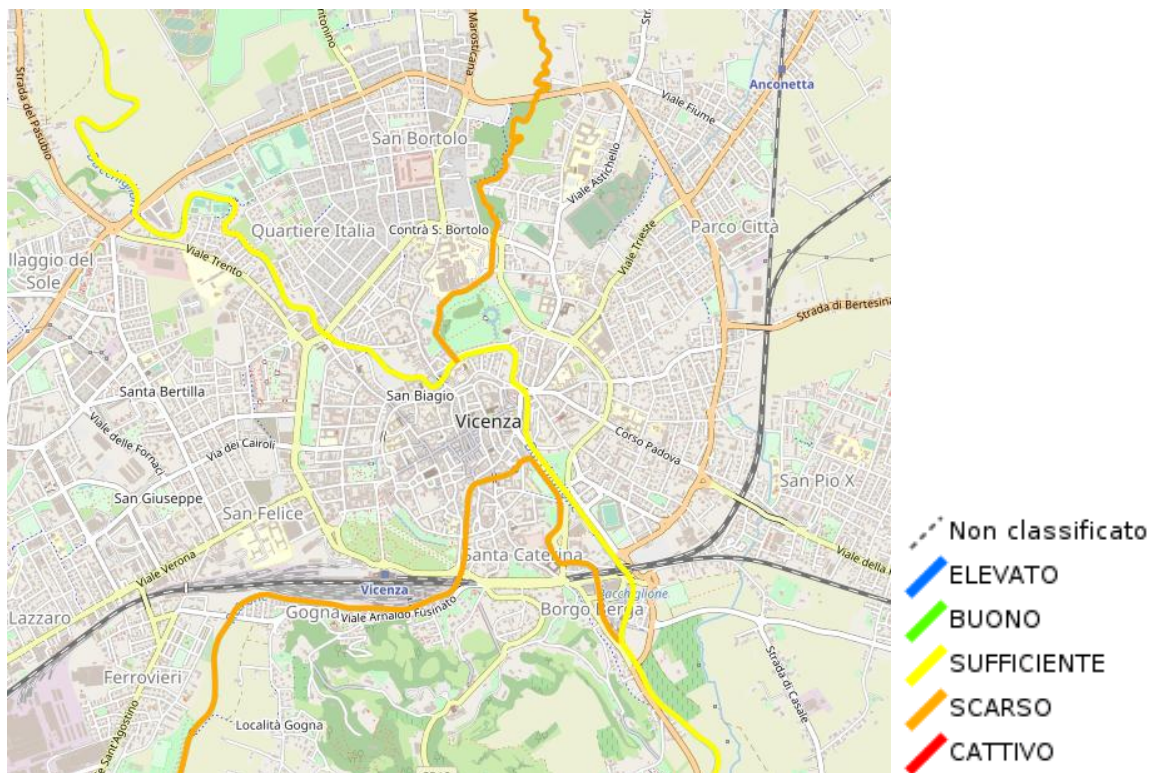 Strada del Pasubio
Marosticana
Anconetta
Viale Fiume
San Bortolo
Viale Astichello
Quartiere Italia
Contrà S: Bortolo
Parco Città
Viale Trieste
Viale Trento
Sole
Strada di Bertesina
Santa Bertilla
San Biagio
Vicenza
Viale delle Fornaci
Via dei Cairoli
Corso Padova
San Pio X
San Giuseppe
San Felice
Santa Caterina
Viale Verona
Viale della
Vicenza
Bacchiglione
Lazzaro
Gogna
Viale Arnaldo Fusinato
Borgo Berga
Ferrovieri
Strada di Casale
Località Gogna
Non classificato
ELEVATO
BUONO
SUFFICIENTE
SCARSO
CATTIVO